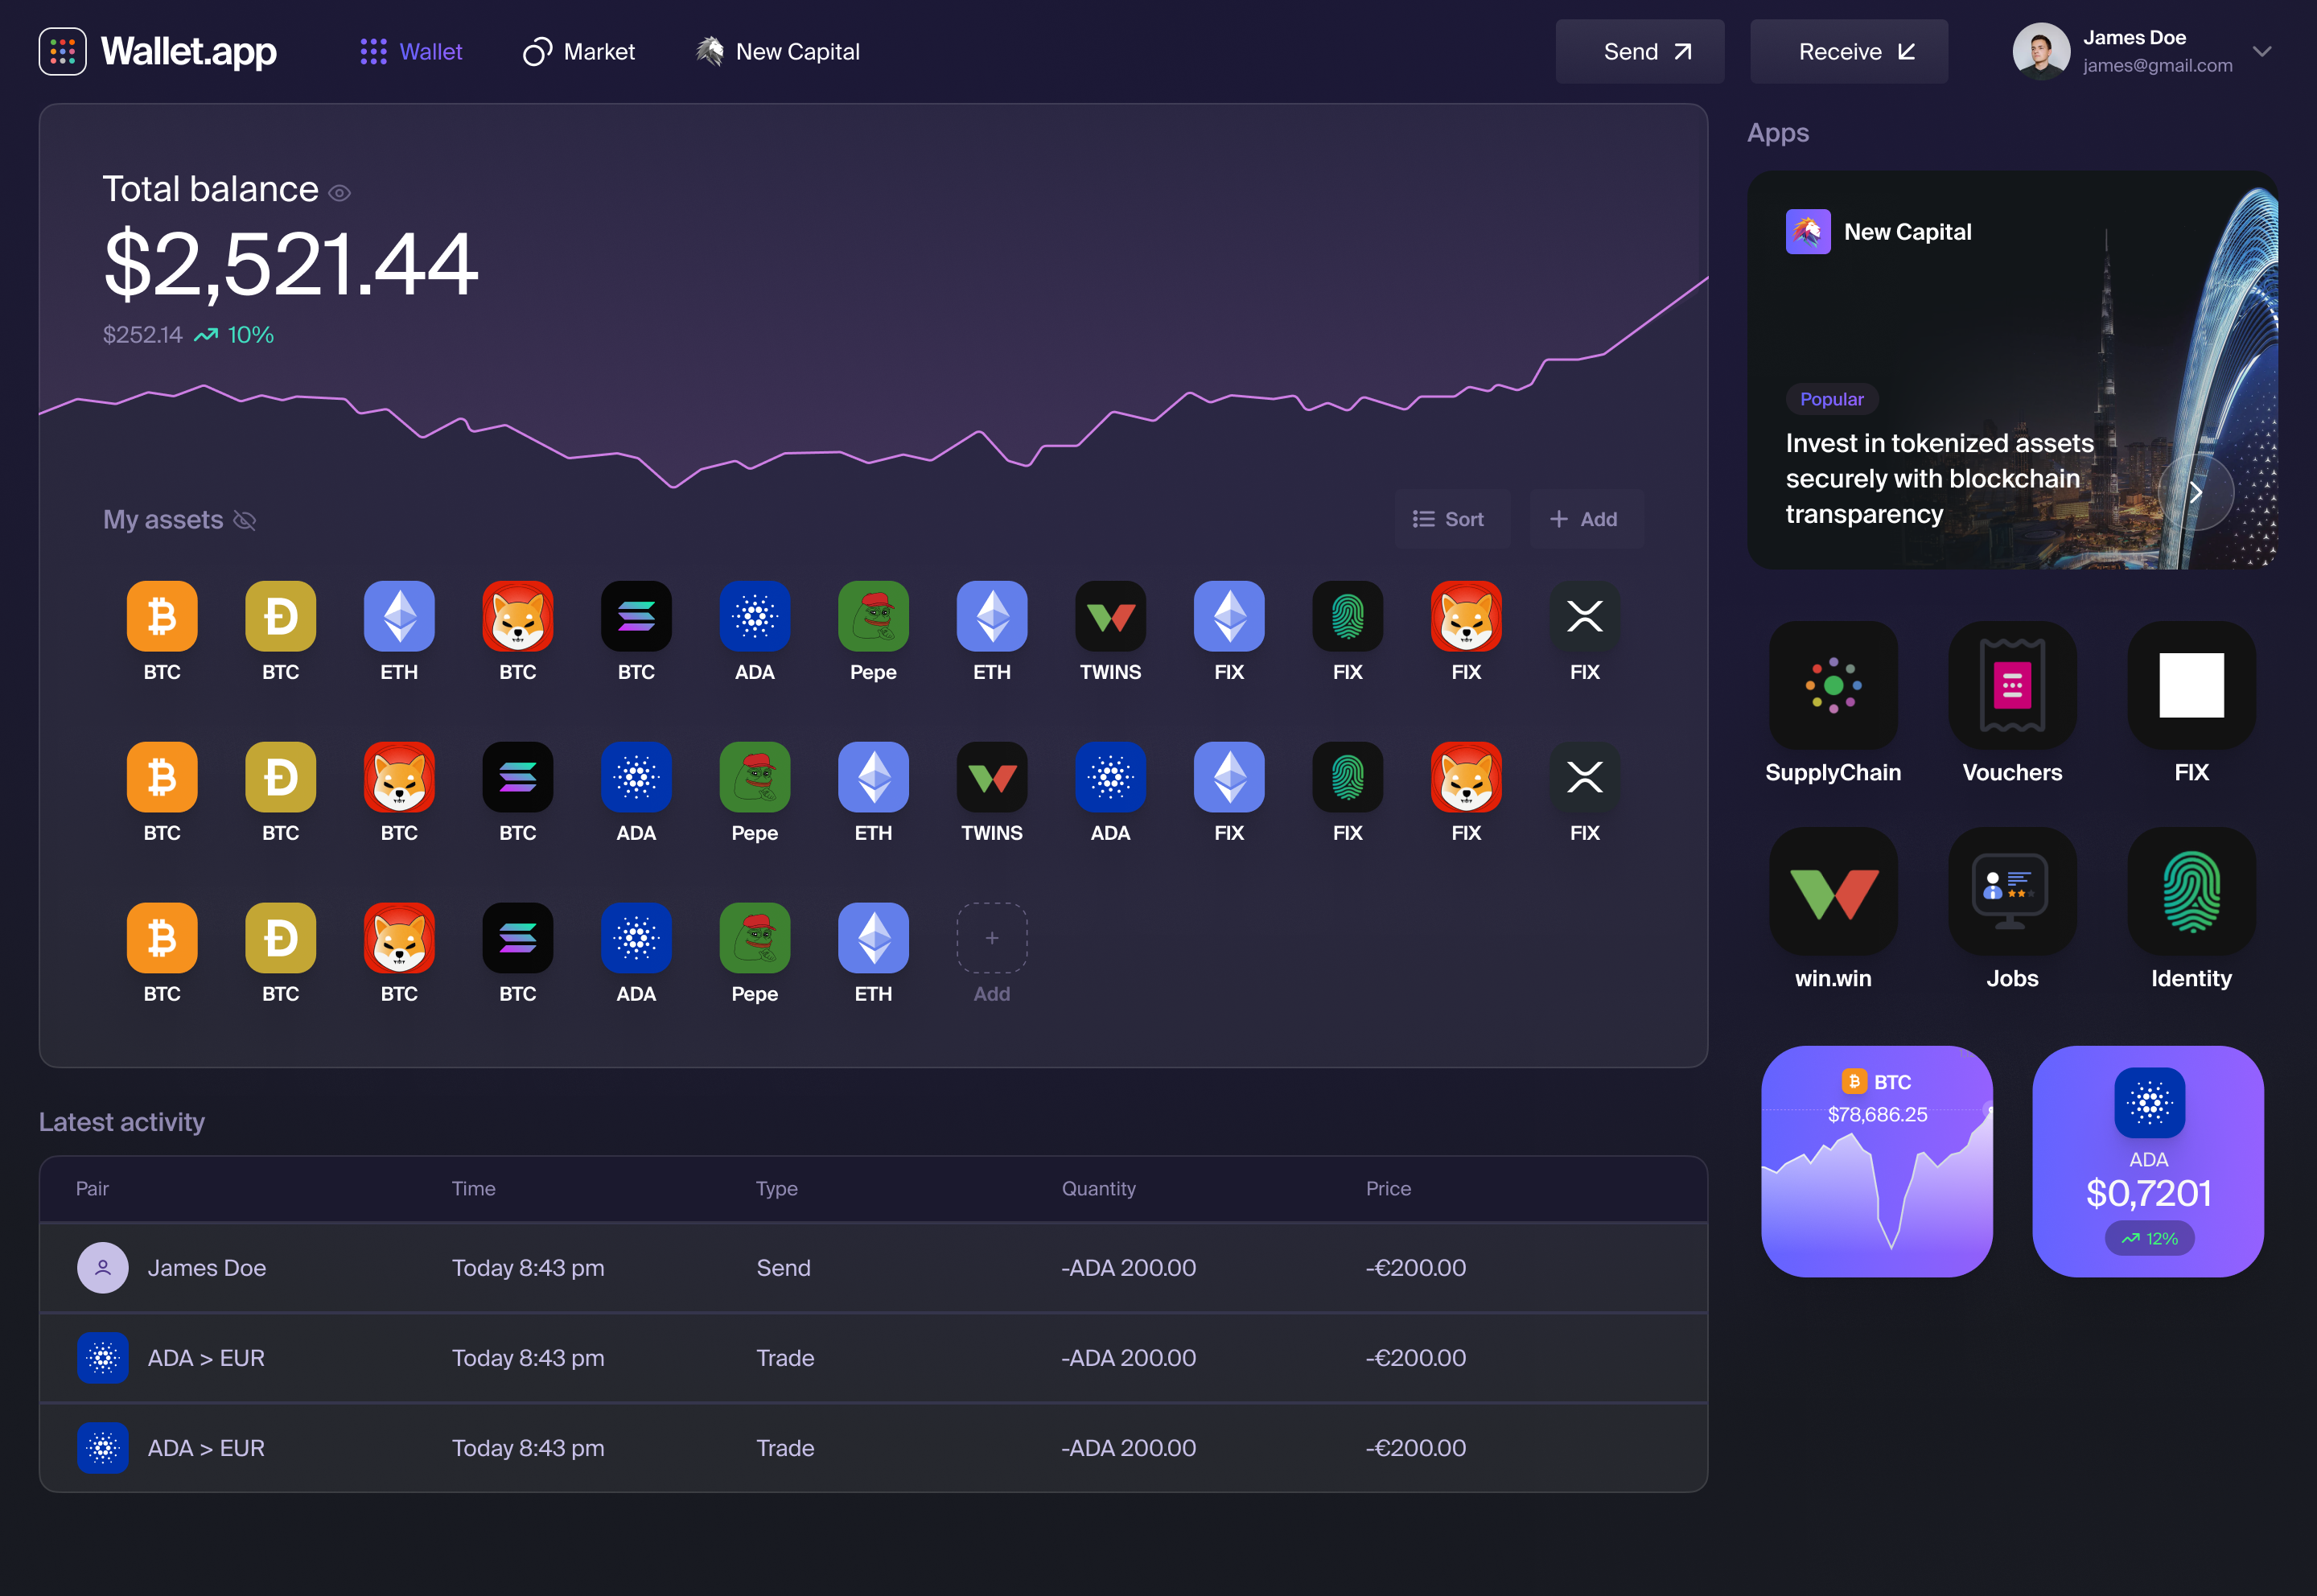 Wallet.app
Wallet
Market
New Capital
Send
Receive
James Doe
james@gmail.com
Total balance
$2,521.44
$252.14 10%
My assets
Sort
Add
BTC BTC ETH BTC BTC ADA Pepe ETH TWINS FIX FIX FIX FIX
BTC BTC BTC BTC ADA Pepe ETH TWINS ADA FIX FIX FIX FIX
BTC BTC BTC BTC ADA Pepe ETH Add
Latest activity
Pair Time Type Quantity Price
James Doe Today 8:43 pm Send -ADA 200.00 -€200.00
ADA > EUR Today 8:43 pm Trade -ADA 200.00 -€200.00
ADA > EUR Today 8:43 pm Trade -ADA 200.00 -€200.00
Apps
New Capital
Popular
Invest in tokenized assets
securely with blockchain
transparency
SupplyChain Vouchers FIX
win.win Jobs Identity
BTC
$78,686.25
ADA
$0,7201
12%